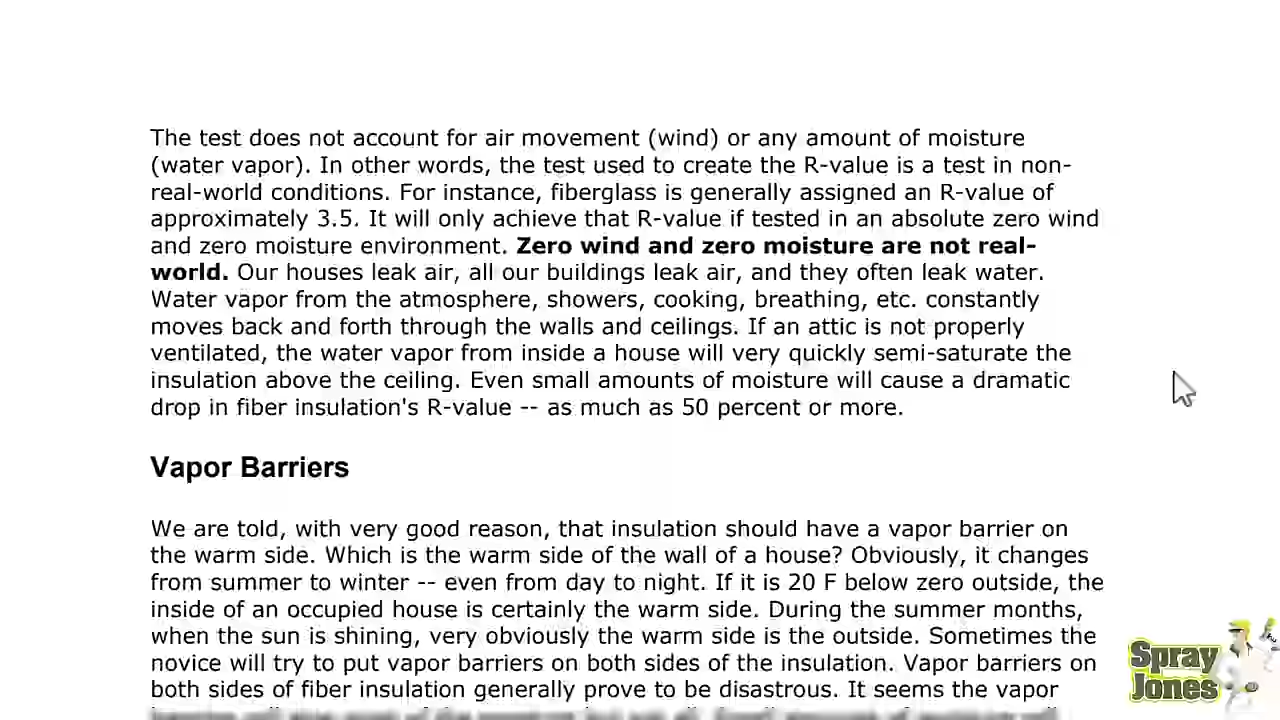 The test does not account for air movement (wind) or any amount of moisture
(water vapor). In other words, the test used to create the R-value is a test in non-
real-world conditions. For instance, fiberglass is generally assigned an R-value of
approximately 3.5. It will only achieve that R-value if tested in an absolute zero wind
and zero moisture environment. Zero wind and zero moisture are not real-
world. Our houses leak air, all our buildings leak air, and they often leak water.
Water vapor from the atmosphere, showers, cooking, breathing, etc. constantly
moves back and forth through the walls and ceilings. If an attic is not properly
ventilated, the water vapor from inside a house will very quickly semi-saturate the
insulation above the ceiling. Even small amounts of moisture will cause a dramatic
drop in fiber insulation's R-value -- as much as 50 percent or more.
Vapor Barriers
We are told, with very good reason, that insulation should have a vapor barrier on
the warm side. Which is the warm side of the wall of a house? Obviously, it changes
from summer to winter -- even from day to night. If it is 20 F below zero outside, the
inside of an occupied house is certainly the warm side. During the summer months,
when the sun is shining, very obviously the warm side is the outside. Sometimes the
novice will try to put vapor barriers on both sides of the insulation. Vapor barriers on
both sides of fiber insulation generally prove to be disastrous. It seems the vapor
Spray
Jones